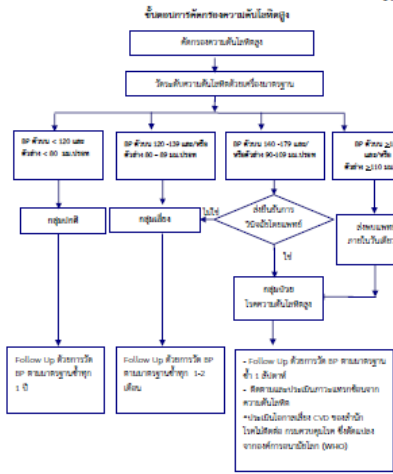 ขั้นตอนการคัดกรองความดันโลหิตสูง
คัดกรองความดันโลหิตสูง
วัดระดับความดันโลหิตด้วยเครื่องมาตรฐาน
BP ตัวบน < 120 และ
ตัวล่าง < 80 มม.ปรอท
BP ตัวบน 120 -139 และ/หรือ
ตัวล่าง 80 – 89 มม.ปรอท
BP ตัวบน 140 -179 และ/
หรือตัวล่าง 90-109 มม.ปรอท
BP ตัวบน
และ/หรือ
ตัวล่าง ≥110 มม
กลุ่มปกติ
กลุ่มเสี่ยง
ไม่ใช่
ส่งยืนยันการ
วินิจฉัยโดยแพทย์
ส่งพบแพทย์
ภายในวันเดียว
ใช่
กลุ่มป่วย
โรคความดันโลหิตสูง
Follow Up ด้วยการวัด
BP ตามมาตรฐานซ้ำทุก
1 ปี
Follow Up ด้วยการวัด BP
ตามมาตรฐานซ้ำทุก 1-2
เดือน
- Follow Up ด้วยการวัด BP ตามมาตรฐาน
ซ้ำ 1 สัปดาห์
- ติดตามและประเมินภาวะแทรกซ้อนจาก
ความดันโลหิต
*ประเมินโอกาสเสี่ยง CVD ของสำนัก
โรคไม่ติดต่อ กรมควบคุมโรค ซึ่งดัดแปลง
จากองค์การอนามัยโลก (WHO)